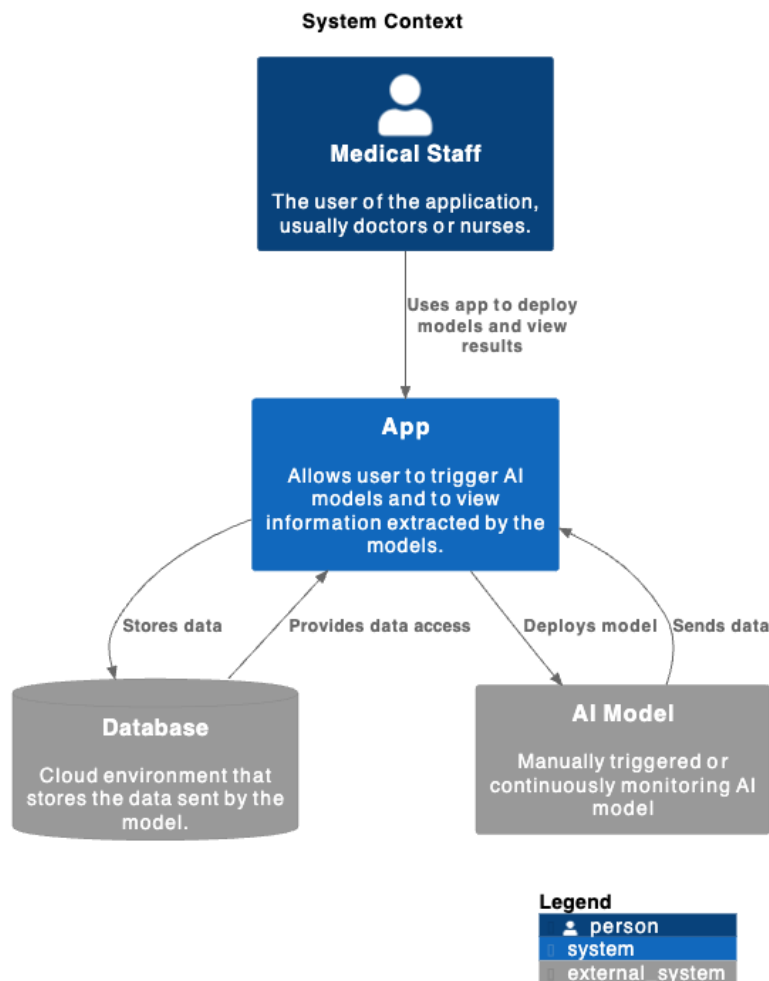 System Context
Medical Staff
The user of the application,
usually doctors or nurses.
Uses app to deploy
models and view
results
App
Allows user to trigger AI
models and to view
information extracted by the
models.
Stores data
Provides data access
Deploys model
Sends data
Database
Cloud environment that
stores the data sent by the
model.
AI Model
Manually triggered or
continuously monitoring AI
model
Legend
person
system
external_system